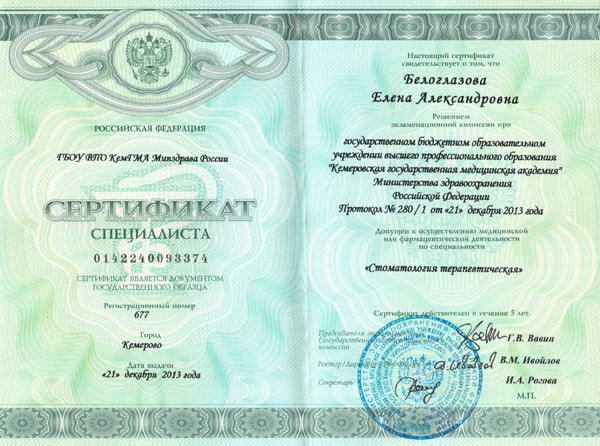 РОССИЙСКАЯ ФЕДЕРАЦИЯ
ГБОУ ВПО КемГМА Минздрава России
СЕРТИФИКАТ
СПЕЦИАЛИСТА
0142240093374
СЕРТИФИКАТ ЯВЛЯЕТСЯ ДОКУМЕНТОМ
ГОСУДАРСТВЕННОГО ОБРАЗЦА
Регистрационный номер
677
Город
Кемерово
Дата выдачи
«21» декабря 2013 года
Настоящий сертификат
свидетельствует о том, что
Белоглазова
Елена Александровна
Решением
экзаменационной комиссии при
государственном бюджетном образовательном
учреждении высшего профессионального образования
"Кемеровская государственная медицинская академия"
Министерства здравоохранения
Российской Федерации
Протокол № 280 / 1 от «21» декабря 2013 года
Допущен к осуществлению медицинской
или фармацевтической деятельности
по специальности
«Стоматология терапевтическая»
Сертификат действителен в течение 5 лет.
Председатель
комиссии
Г.В. Вавин
Ректор
В.М. Ивойлов
Секретарь
И.А. Рогова
М.П.